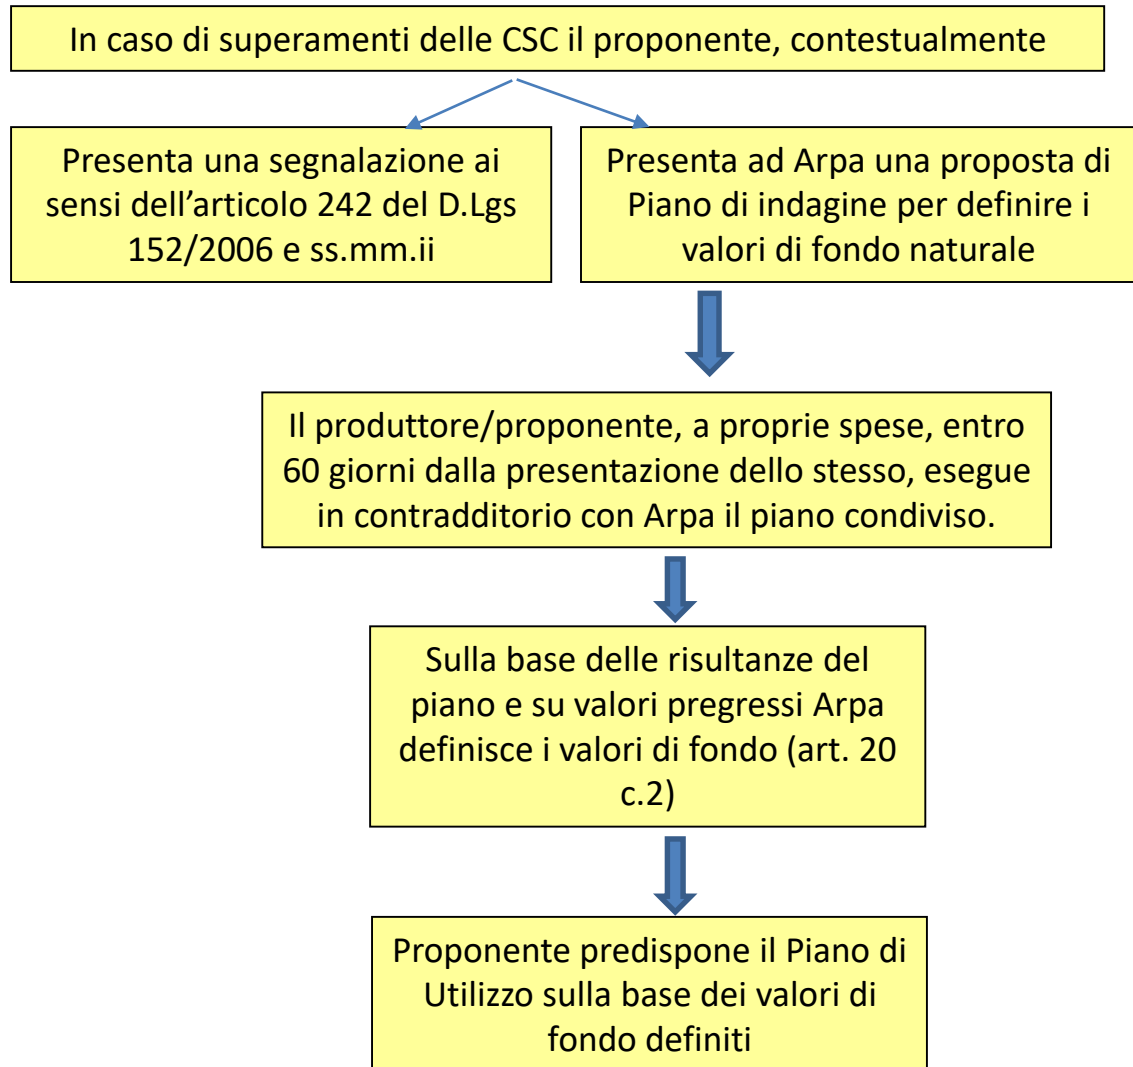 In caso di superamenti delle CSC il proponente, contestualmente
Presenta una segnalazione ai
sensi dell’articolo 242 del D.Lgs
152/2006 e ss.mm.ii
Presenta ad Arpa una proposta di
Piano di indagine per definire i
valori di fondo naturale
Il produttore/proponente, a proprie spese, entro
60 giorni dalla presentazione dello stesso, esegue
in contradditorio con Arpa il piano condiviso.
Sulla base delle risultanze del
piano e su valori pregressi Arpa
definisce i valori di fondo (art. 20
c.2)
Proponente predispone il Piano di
Utilizzo sulla base dei valori di
fondo definiti